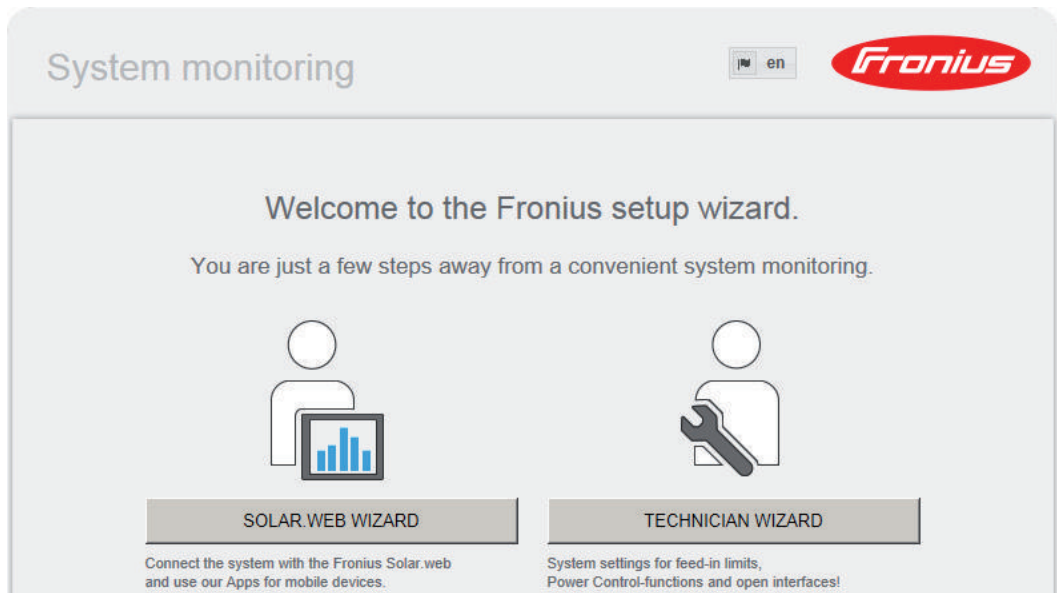 System monitoring
en
Fronius
Welcome to the Fronius setup wizard.
You are just a few steps away from a convenient system monitoring.
SOLAR.WEB WIZARD
TECHNICIAN WIZARD
Connect the system with the Fronius Solar.web
and use our Apps for mobile devices.
System settings for feed-in limits,
Power Control-functions and open interfaces!